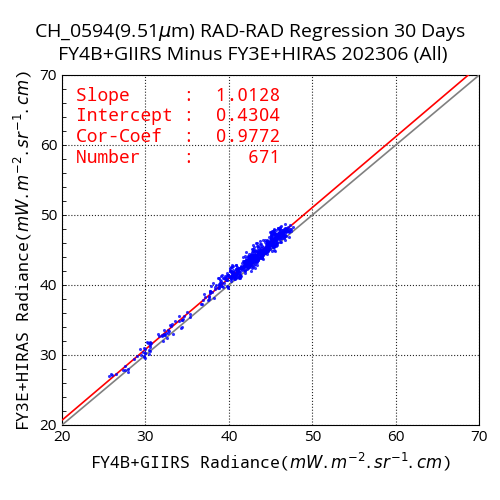 CH_0594(9.51μm) RAD-RAD Regression 30 Days
FY4B+GIIRS Minus FY3E+HIRAS 202306 (All)
Slope : 1.0128
Intercept : 0.4304
Cor-Coef : 0.9772
Number : 671
FY3E+HIRAS Radiance(mW.m⁻².sr⁻¹.cm)
70
60
50
40
30
20
20 30 40 50 60 70
FY4B+GIIRS Radiance(mW.m⁻².sr⁻¹.cm)